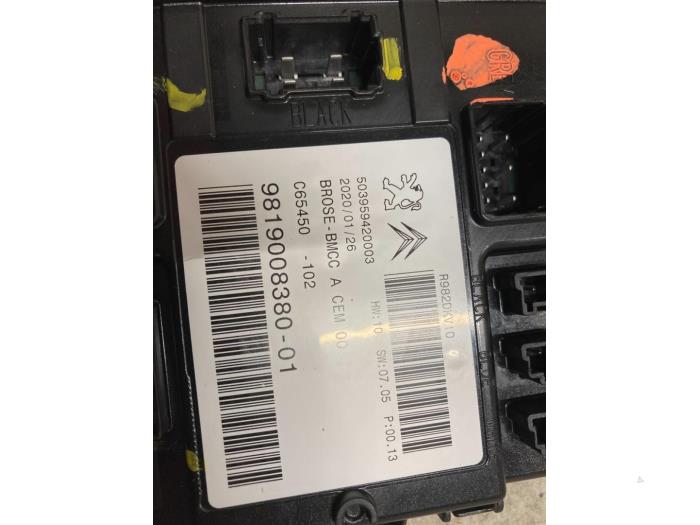 BLACK
503959420003
2020/01/26
BROSE-BMCC A CEM 00
C65450 -102
9819008380-01
HW:10 SW:07.05 P:00.13
BLACK